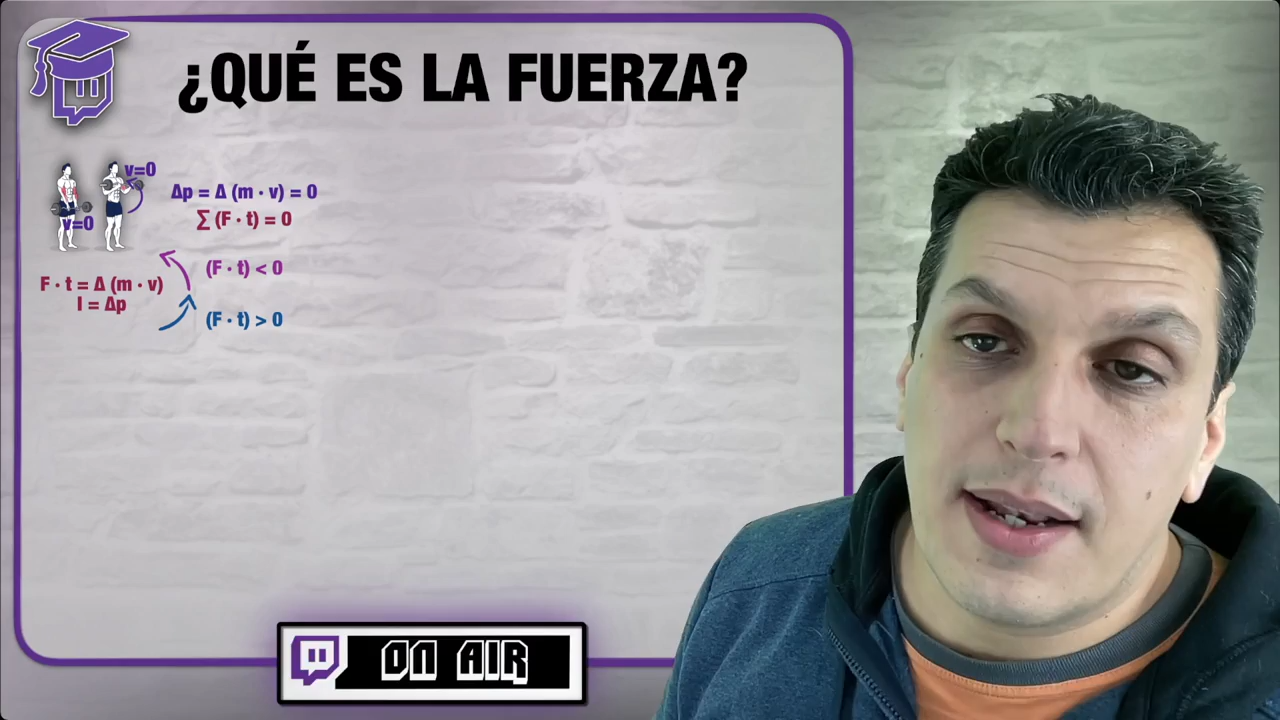 ¿QUÉ ES LA FUERZA?
v=0
v=0
Δp = Δ (m · v) = 0
∑ (F · t) = 0
(F · t) < 0
F · t = Δ (m · v)
I = Δp
(F · t) > 0
ON AIR